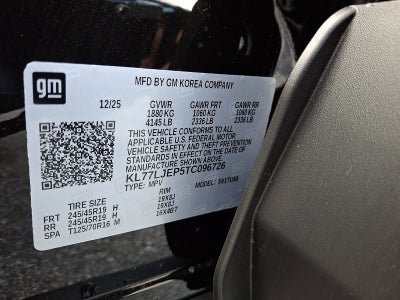 gm
MFD BY GM KOREA COMPANY
12/25 GVWR GAWR FRT GAWR RR
1880 KG 1060 KG 1060 KG
4145 LB 2336 LB 2336 LB
THIS VEHICLE CONFORMS TO ALL
APPLICABLE U.S. FEDERAL MOTOR
VEHICLE SAFETY AND THEFT PREVENTION
STANDARDS IN EFFECT ON THE DATE OF
MANUFACTURE SHOWN ABOVE
KL77LJEP5TC096726
TYPE: MPV MODEL:
TIRE SIZE RIM
FRT 245/45R19 H 19X8J
RR 245/45R19 H 19X8J
SPA T125/70R16 M 16X4BT